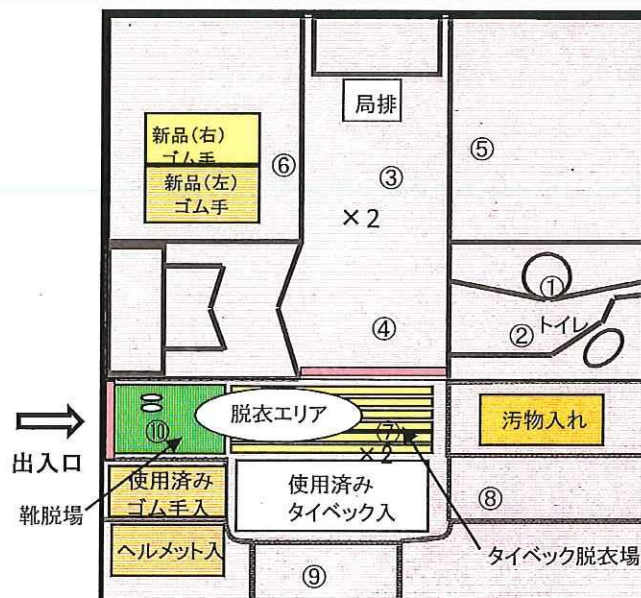 局排
新品(右)
ゴム手
新品(左)
ゴム手
⑥
③
×2
⑤
①
②
トイレ
④
出入口
⑩
脱衣エリア
⑦
×2
汚物入れ
靴脱場
使用済み
ゴム手入
使用済み
タイベック入
⑧
ヘルメット入
⑨
タイベック脱衣場